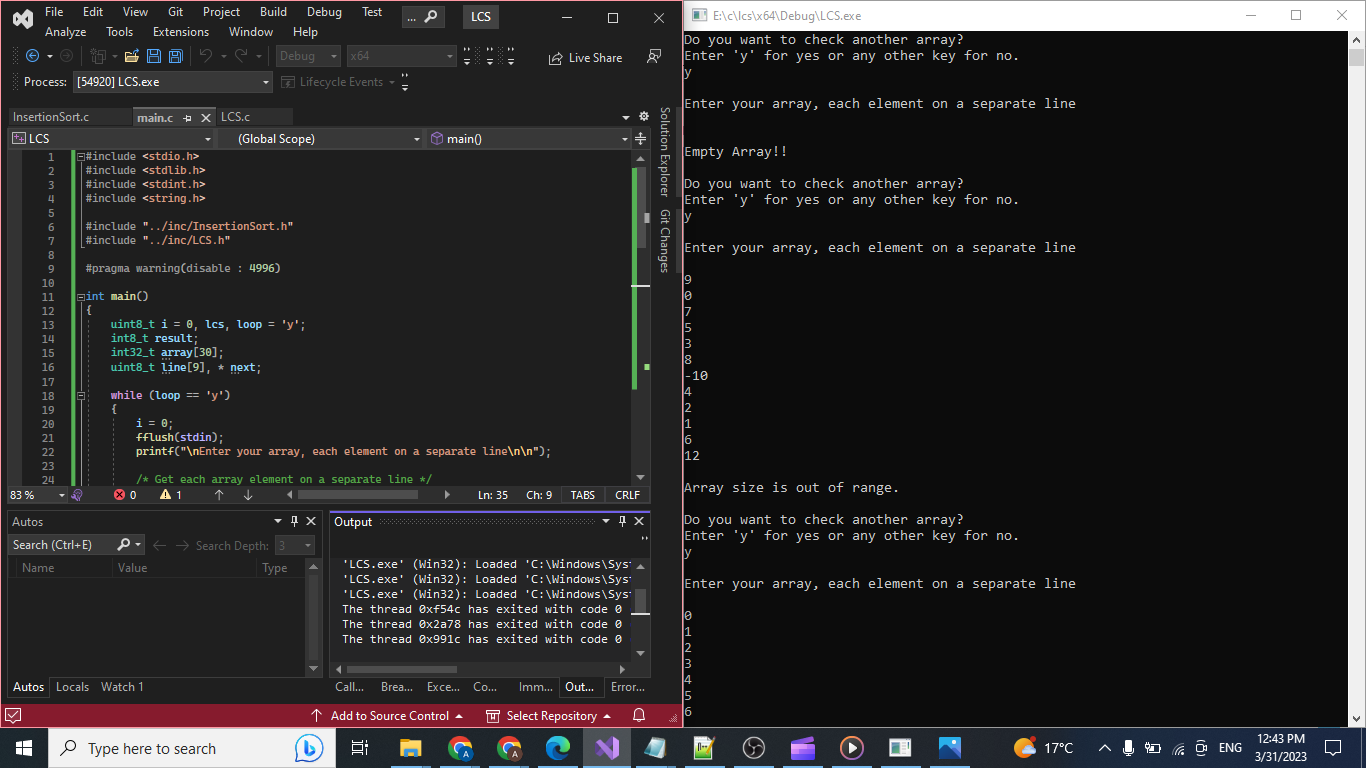 File Edit View Git Project Build Debug Test ... LCS
Analyze Tools Extensions Window Help
Debug x64 Live Share
Process: [54920] LCS.exe Lifecycle Events
InsertionSort.c main.c LCS.c
LCS (Global Scope) main()
1 #include <stdio.h>
2 #include <stdlib.h>
3 #include <stdint.h>
4 #include <string.h>
5
6 #include "../inc/InsertionSort.h"
7 #include "../inc/LCS.h"
8
9 #pragma warning(disable : 4996)
10
11 int main()
12 {
13 uint8_t i = 0, lcs, loop = 'y';
14 int8_t result;
15 int32_t array[30];
16 uint8_t line[9], * next;
17
18 while (loop == 'y')
19 {
20 i = 0;
21 fflush(stdin);
22 printf("\nEnter your array, each element on a separate line\n\n");
23
24 /* Get each array element on a separate line */
83 % 0 1 Ln: 35 Ch: 9 TABS CRLF
Solution Explorer
Git Changes
Autos
Search (Ctrl+E) Search Depth: 3
Name Value Type
Autos Locals Watch 1
Output
'LCS.exe' (Win32): Loaded 'C:\Windows\Sys
'LCS.exe' (Win32): Loaded 'C:\Windows\Sys
'LCS.exe' (Win32): Loaded 'C:\Windows\Sys
The thread 0xf54c has exited with code 0
The thread 0x2a78 has exited with code 0
The thread 0x991c has exited with code 0
Call... Brea... Exce... Co... Imm... Out... Error...
Add to Source Control Select Repository
E:\c\lcs\x64\Debug\LCS.exe
Do you want to check another array?
Enter 'y' for yes or any other key for no.
y
Enter your array, each element on a separate line
Empty Array!!
Do you want to check another array?
Enter 'y' for yes or any other key for no.
y
Enter your array, each element on a separate line
9
0
7
5
3
8
-10
4
2
1
6
12
Array size is out of range.
Do you want to check another array?
Enter 'y' for yes or any other key for no.
y
Enter your array, each element on a separate line
0
1
2
3
4
5
6
Type here to search
17°C ENG 12:43 PM
3/31/2023